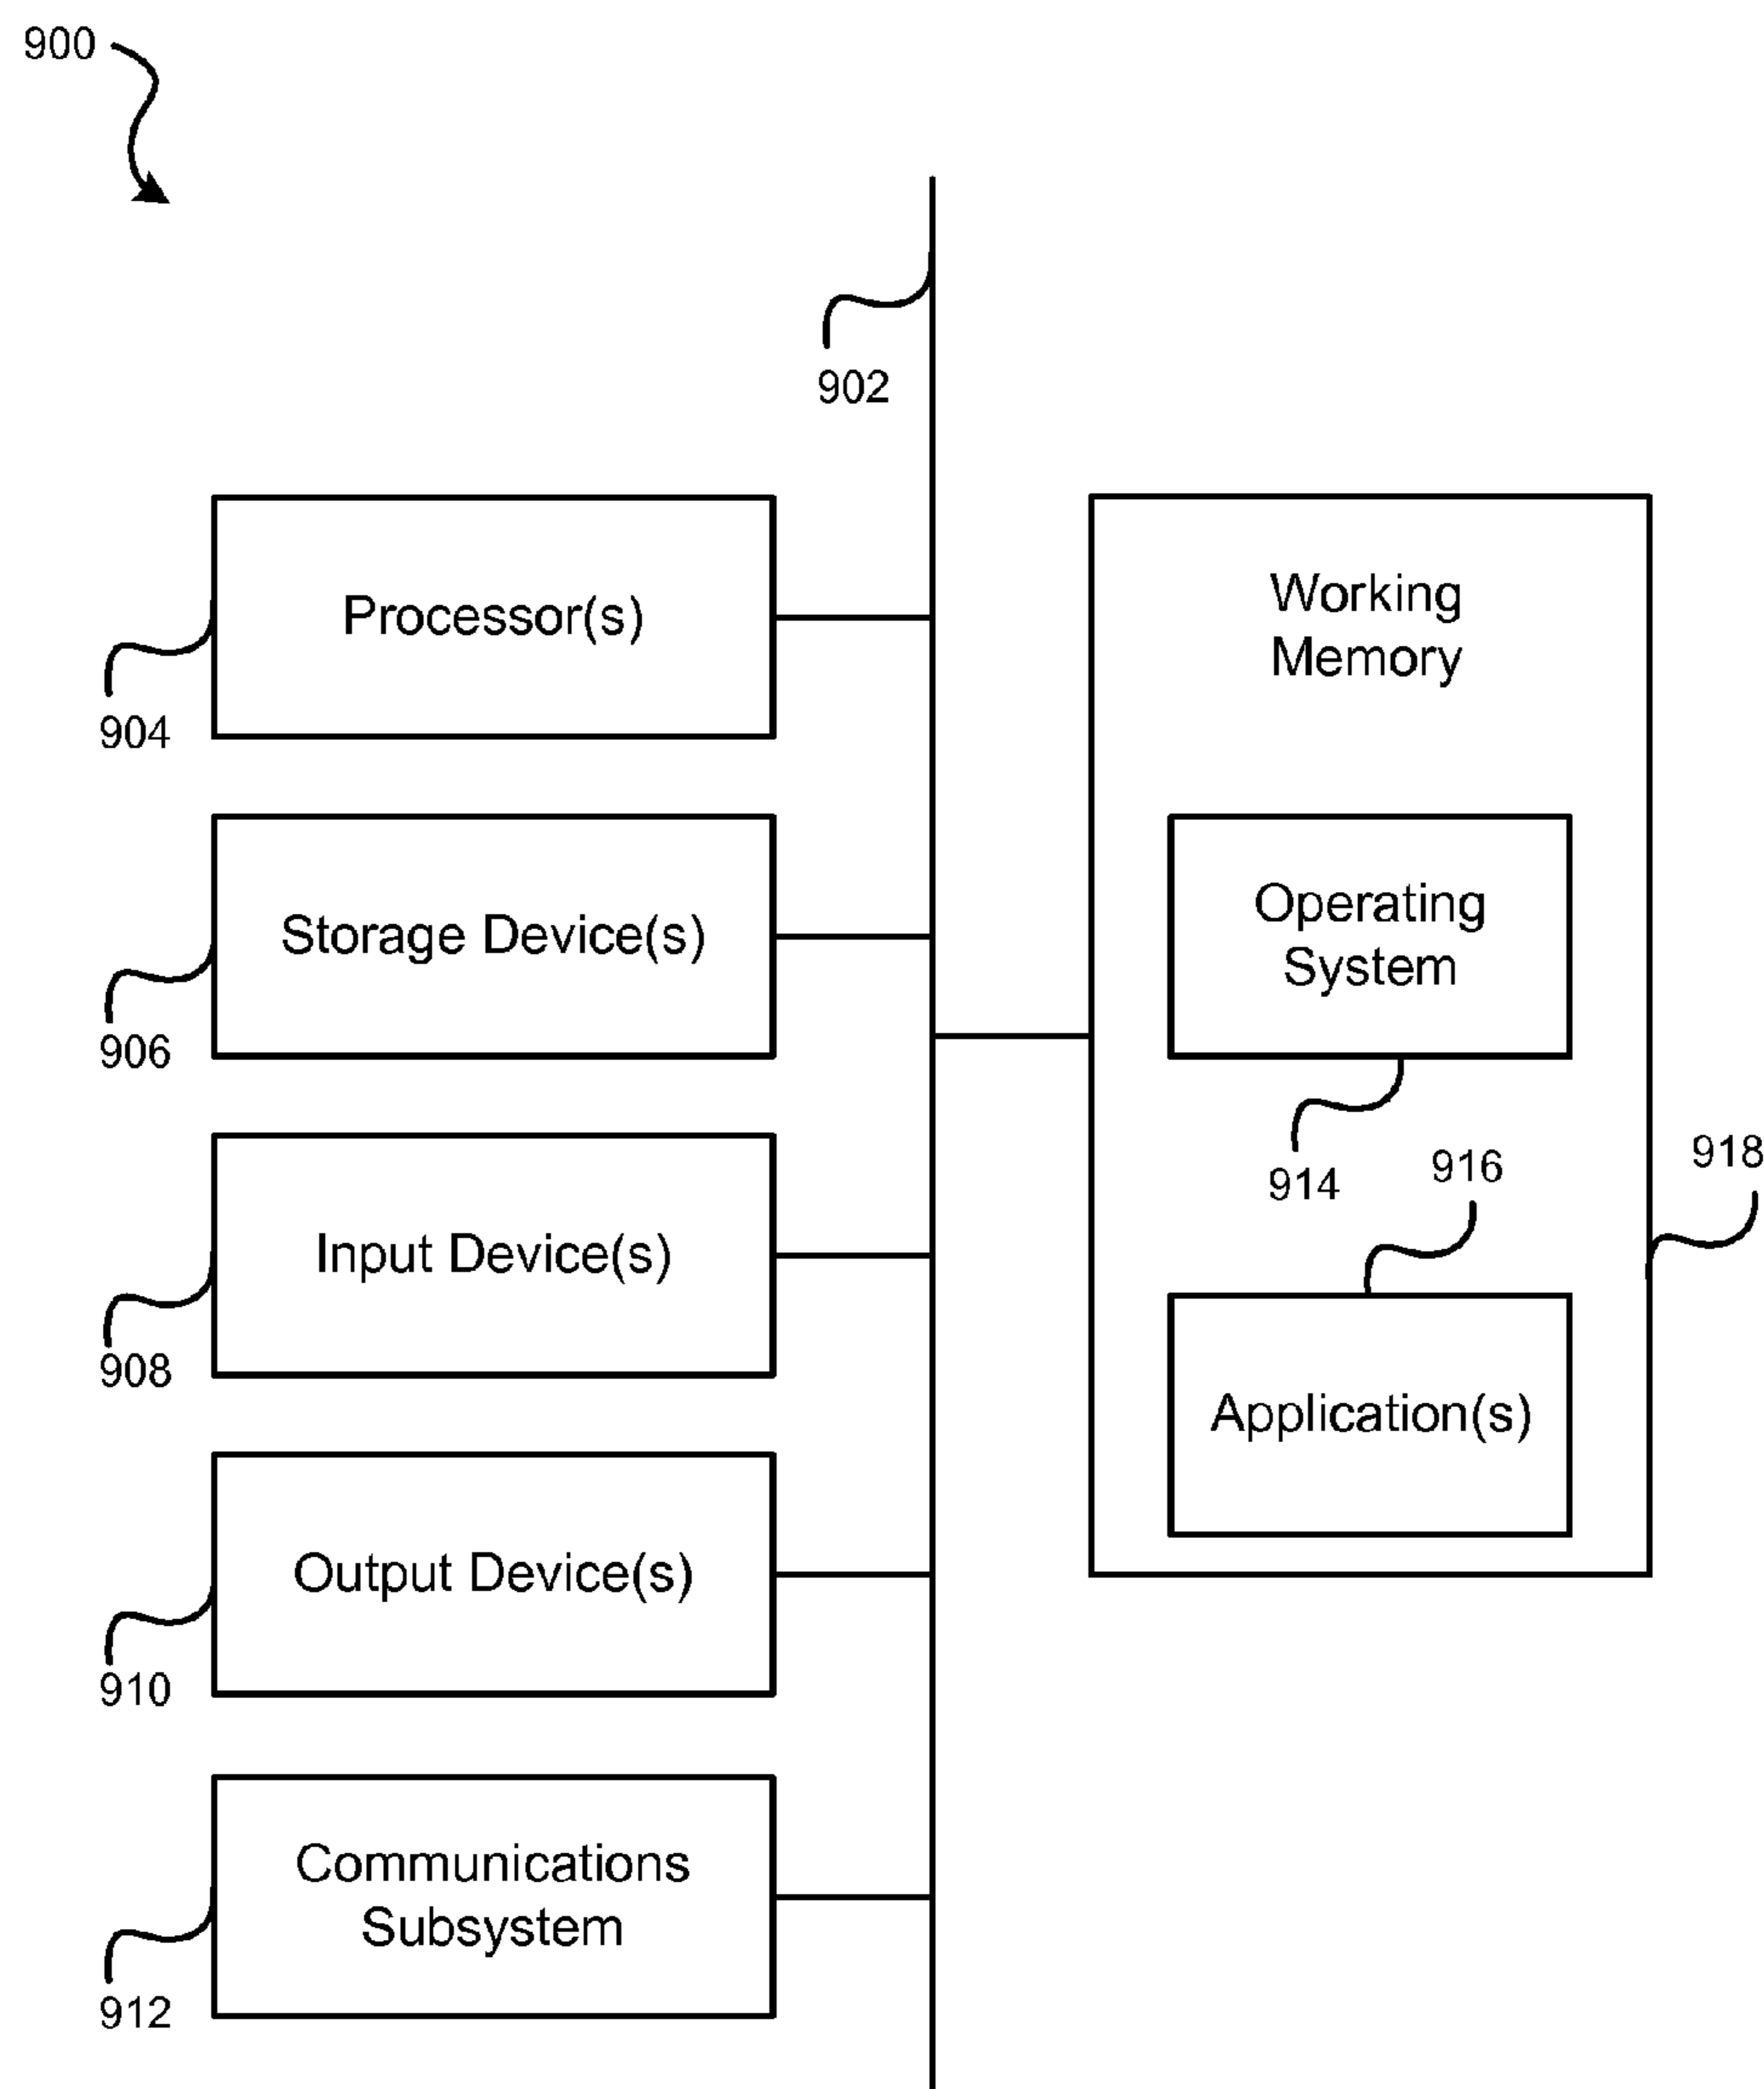 900
902
Processor(s)
904
Storage Device(s)
906
Input Device(s)
908
Output Device(s)
910
Communications
Subsystem
912
Working
Memory
Operating
System
914
916
918
Application(s)